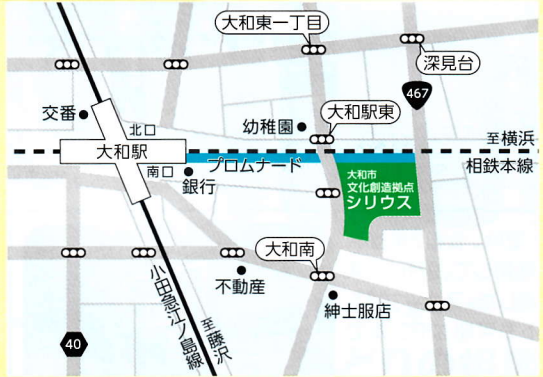 大和東一丁目
深見台
467
交番
北口
幼稚園
大和駅東
至横浜
大和駅
プロムナード
相鉄本線
南口
銀行
大和市
文化創造拠点
シリウス
大和南
不動産
紳士服店
小田急江ノ島線
至藤沢
40